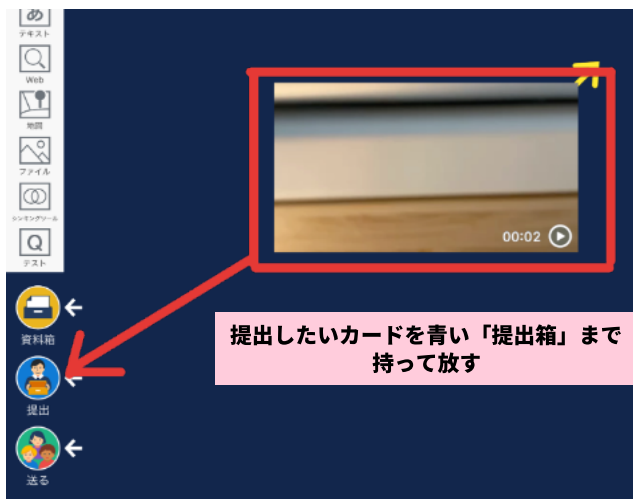 あ
テキスト
Web
地図
ファイル
シンキングツール
Q
テスト
00:02
提出したいカードを青い「提出箱」まで
持って放す
資料箱
提出
送る